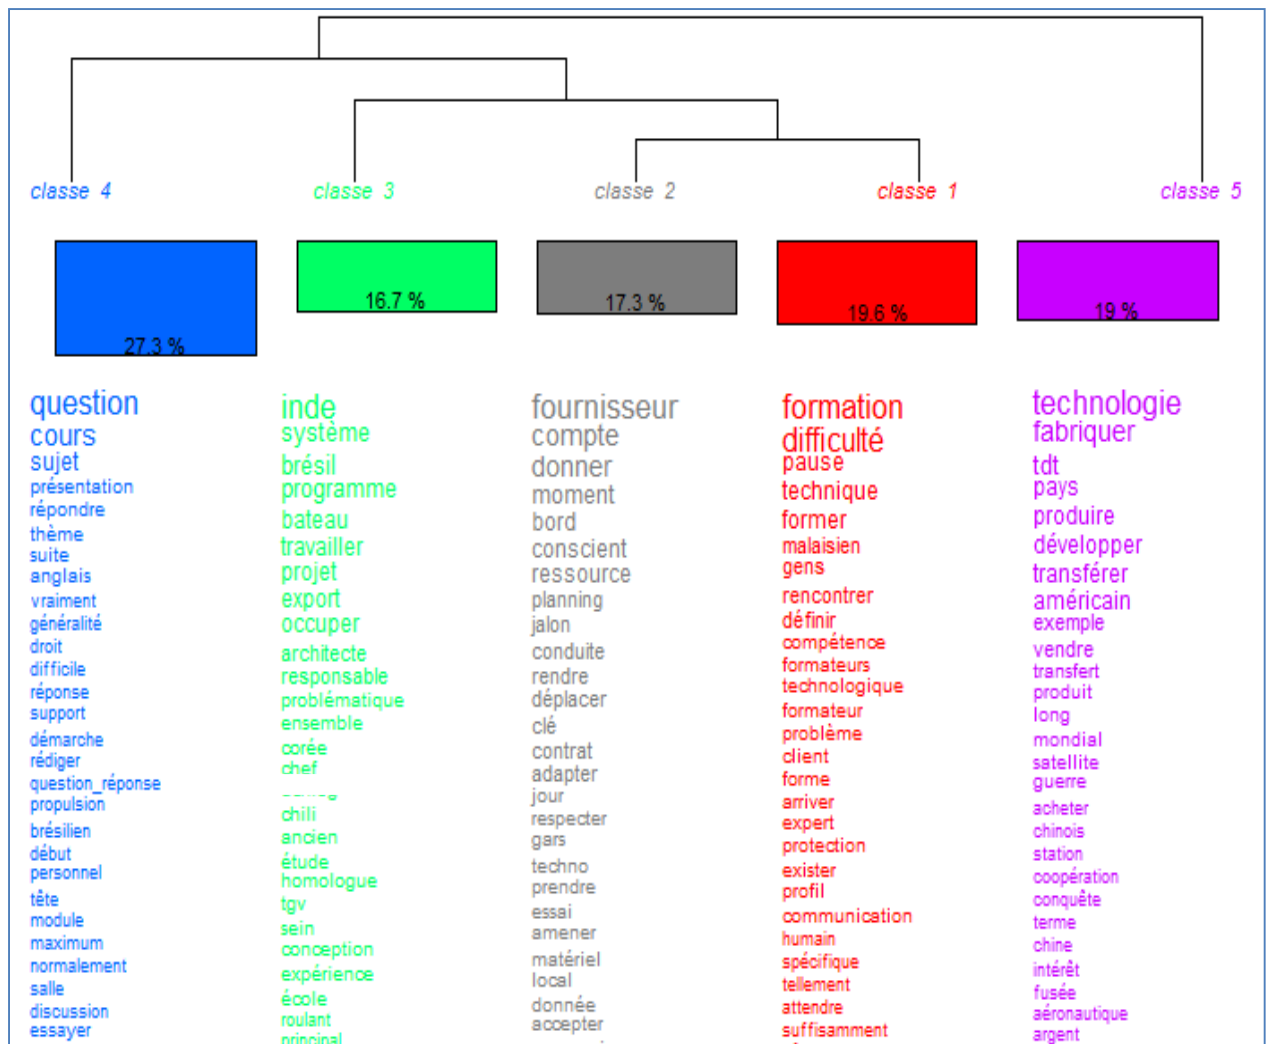 classe 4
classe 3
classe 2
classe 1
classe 5
27.3 %
16.7 %
17.3 %
19.6 %
19 %
question
cours
sujet
présentation
répondre
thème
suite
anglais
vraiment
généralité
droit
difficile
réponse
support
démarche
rédiger
question_réponse
propulsion
brésilien
début
personnel
tête
module
maximum
normalement
salle
discussion
essayer
inde
système
brésil
programme
bateau
travailler
projet
export
occuper
architecte
responsable
problématique
ensemble
corée
chef
chili
ancien
étude
homologue
tgv
sein
conception
expérience
école
roulant
principal
fournisseur
compte
donner
moment
bord
conscient
ressource
planning
jalon
conduite
rendre
déplacer
clé
contrat
adapter
jour
respecter
gars
techno
prendre
essai
amener
matériel
local
donnée
accepter
formation
difficulté
pause
technique
former
malaisien
gens
rencontrer
définir
compétence
formateurs
technologique
formateur
problème
client
forme
arriver
expert
protection
exister
profil
communication
humain
spécifique
tellement
attendre
suffisamment
technologie
fabriquer
tdt
pays
produire
développer
transférer
américain
exemple
vendre
transfert
produit
long
mondial
satellite
guerre
acheter
chinois
station
coopération
conquête
terme
chine
intérêt
fusée
aéronautique
argent